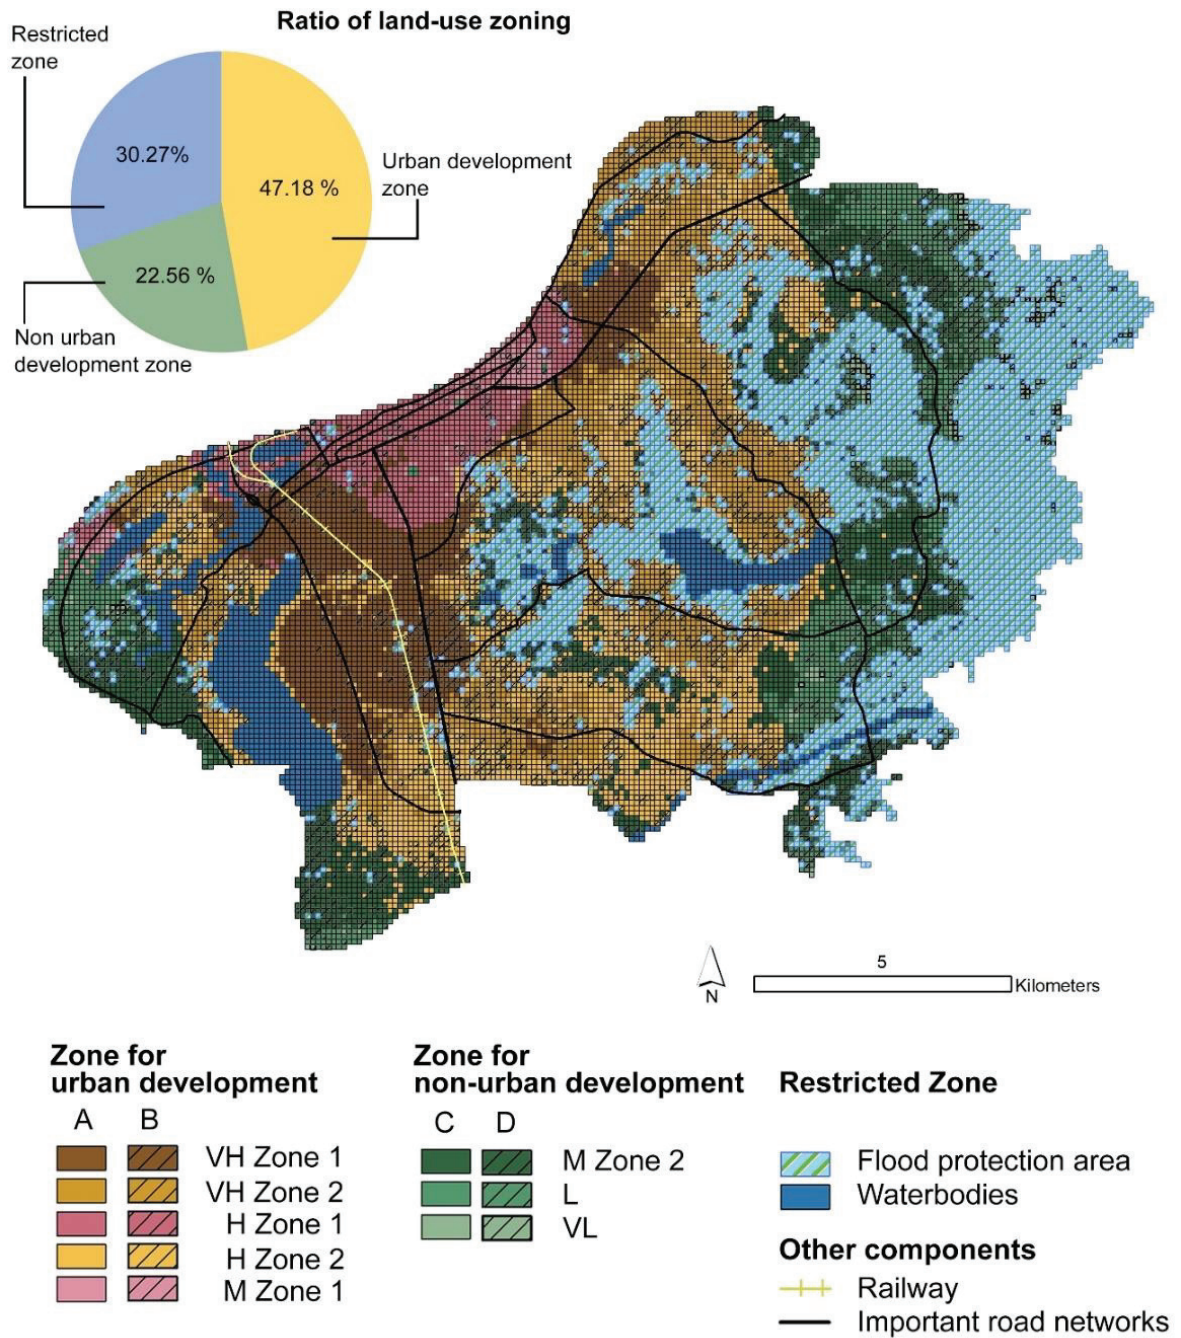 Ratio of land-use zoning
Restricted
zone
30.27%
47.18 %
Urban development
zone
22.56 %
Non urban
development zone
N
5
Kilometers
Zone for
urban development
A B
VH Zone 1
VH Zone 2
H Zone 1
H Zone 2
M Zone 1
Zone for
non-urban development
C D
M Zone 2
L
VL
Restricted Zone
Flood protection area
Waterbodies
Other components
Railway
Important road networks